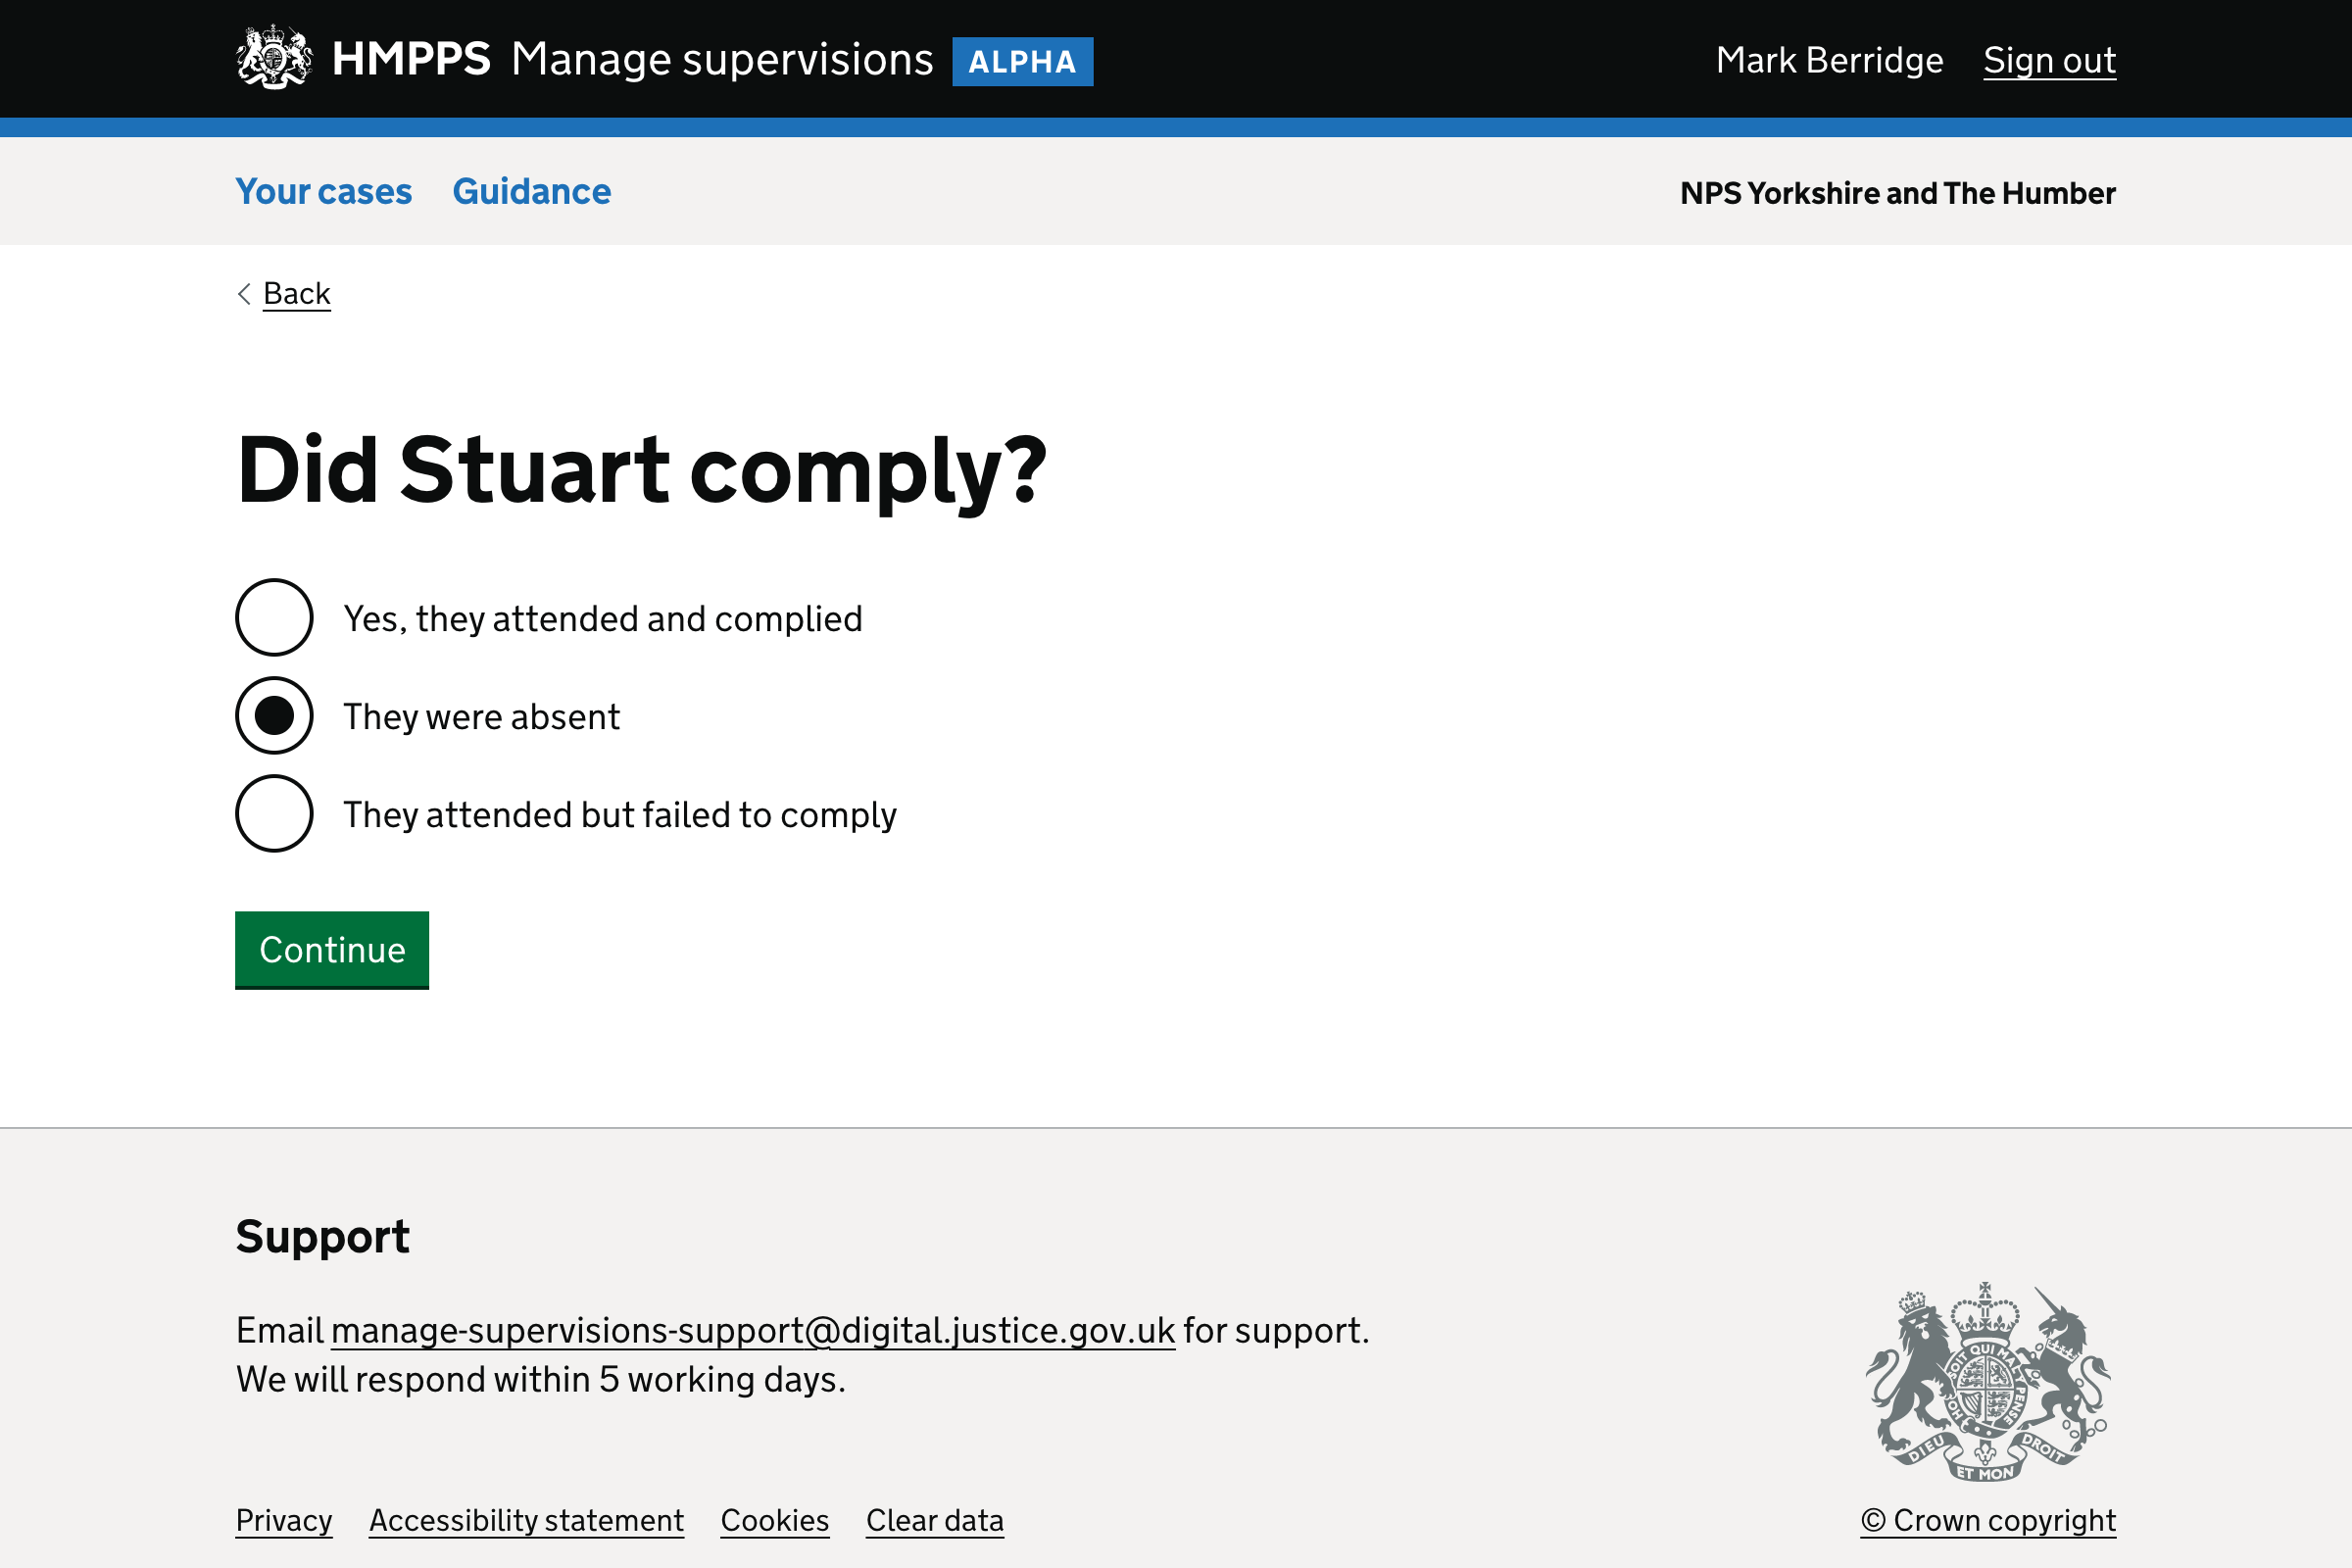 HMPPS Manage supervisions ALPHA
Mark Berridge Sign out
Your cases Guidance
NPS Yorkshire and The Humber
Back
Did Stuart comply?
Yes, they attended and complied
They were absent
They attended but failed to comply
Continue
Support
Email manage-supervisions-support@digital.justice.gov.uk for support.
We will respond within 5 working days.
SOIT QUI MAL Y PENSE
HO
DIEU ET MON DROIT
Privacy Accessibility statement Cookies Clear data
© Crown copyright